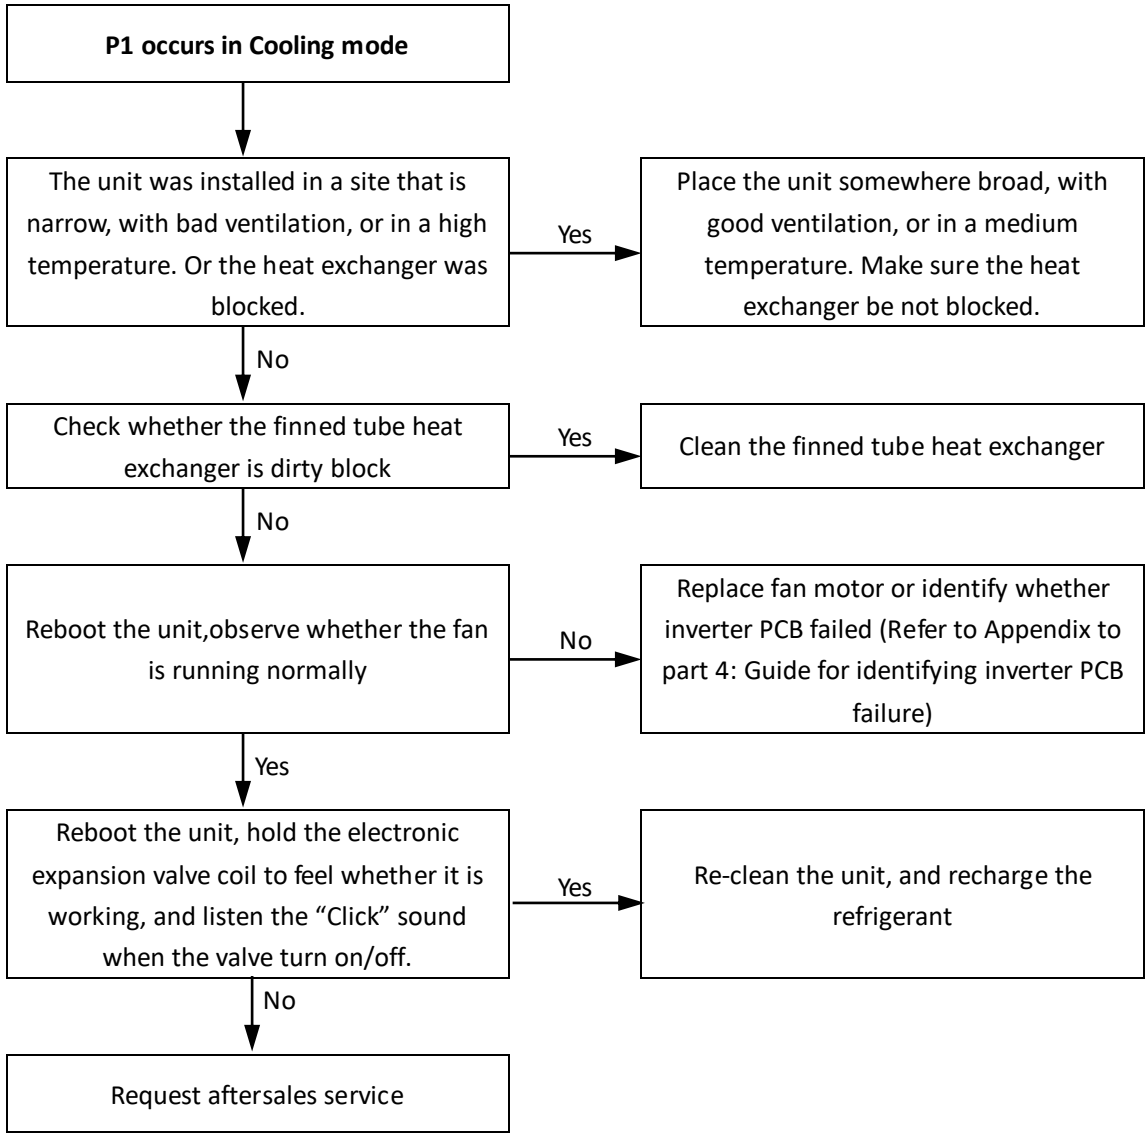 P1 occurs in Cooling mode
The unit was installed in a site that is
narrow, with bad ventilation, or in a high
temperature. Or the heat exchanger was
blocked.
Yes
Place the unit somewhere broad, with
good ventilation, or in a medium
temperature. Make sure the heat
exchanger be not blocked.
No
Check whether the finned tube heat
exchanger is dirty block
Yes
Clean the finned tube heat exchanger
No
Reboot the unit,observe whether the fan
is running normally
No
Replace fan motor or identify whether
inverter PCB failed (Refer to Appendix to
part 4: Guide for identifying inverter PCB
failure)
Yes
Reboot the unit, hold the electronic
expansion valve coil to feel whether it is
working, and listen the “Click” sound
when the valve turn on/off.
Yes
Re-clean the unit, and recharge the
refrigerant
No
Request aftersales service